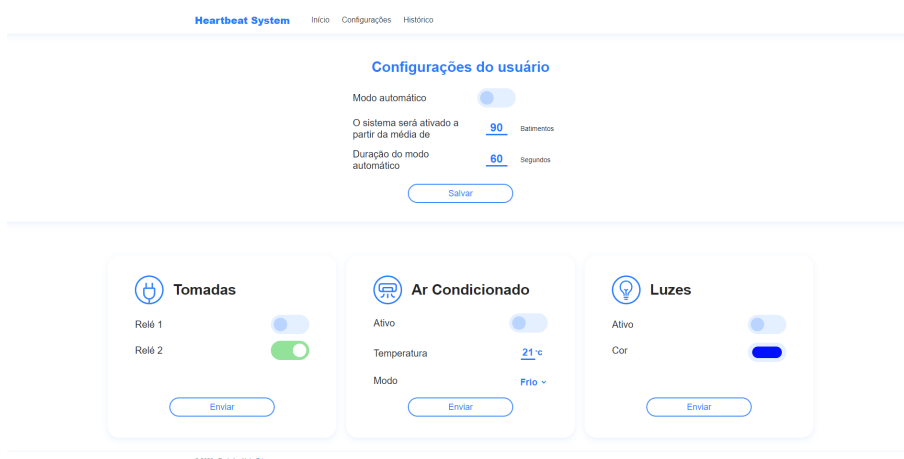 Heartbeat System Início Configurações Histórico
Configurações do usuário
Modo automático
O sistema será ativado a
partir da média de
90 Batimentos
Duração do modo
automático
60 Segundos
Salvar
Tomadas
Relé 1
Relé 2
Enviar
Ar Condicionado
Ativo
Temperatura 21°C
Modo Frio
Enviar
Luzes
Ativo
Cor
Enviar